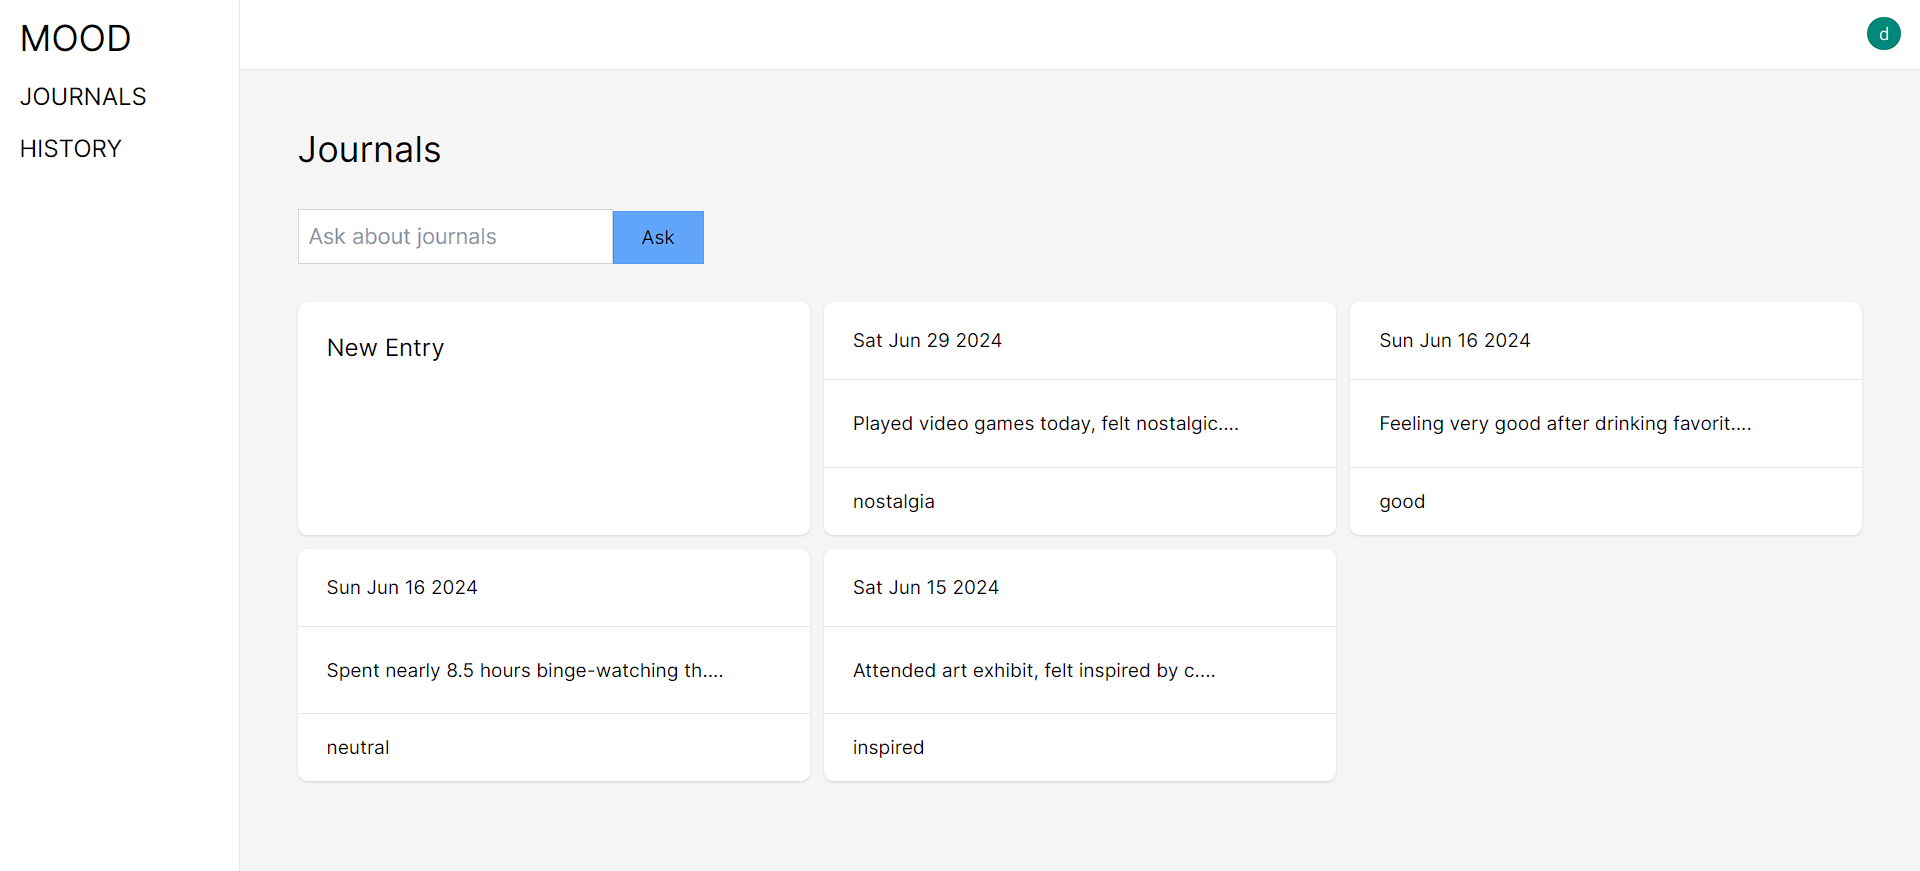 MOOD
JOURNALS
HISTORY
d
Journals
Ask about journals
Ask
New Entry
Sat Jun 29 2024
Played video games today, felt nostalgic....
nostalgia
Sun Jun 16 2024
Feeling very good after drinking favorit....
good
Sun Jun 16 2024
Spent nearly 8.5 hours binge-watching th....
neutral
Sat Jun 15 2024
Attended art exhibit, felt inspired by c....
inspired